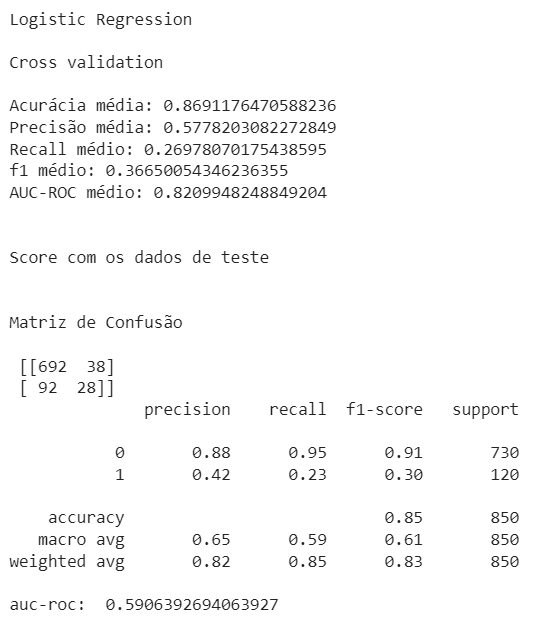 Logistic Regression
Cross validation
Acurácia média: 0.8691176470588236
Precisão média: 0.5778203082272849
Recall médio: 0.26978070175438595
f1 médio: 0.36650054346236355
AUC-ROC médio: 0.8209948248849204
Score com os dados de teste
Matriz de Confusão
[[692  38]
[ 92  28]]
precision    recall  f1-score   support
0       0.88      0.95      0.91       730
1       0.42      0.23      0.30       120
accuracy                           0.85       850
macro avg       0.65      0.59      0.61       850
weighted avg       0.82      0.85      0.83       850
auc-roc:  0.5906392694063927